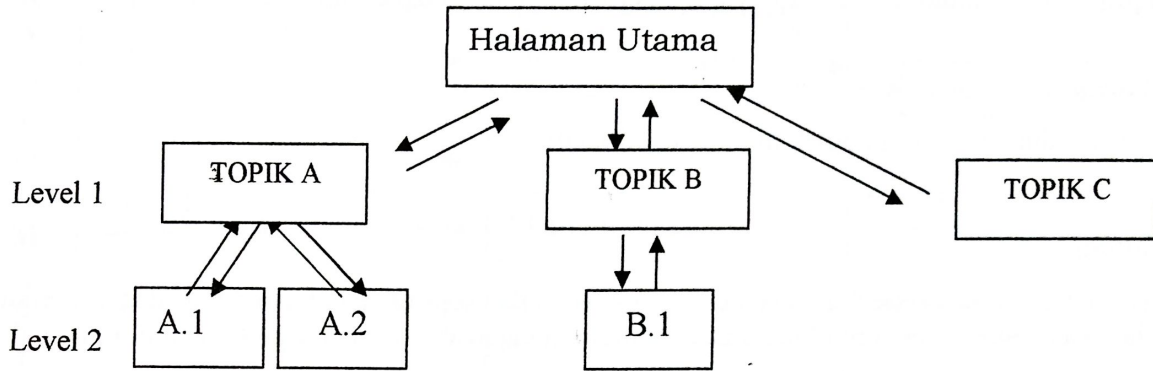 Halaman Utama
Level 1
TOPIK A
TOPIK B
TOPIK C
Level 2
A.1
A.2
B.1